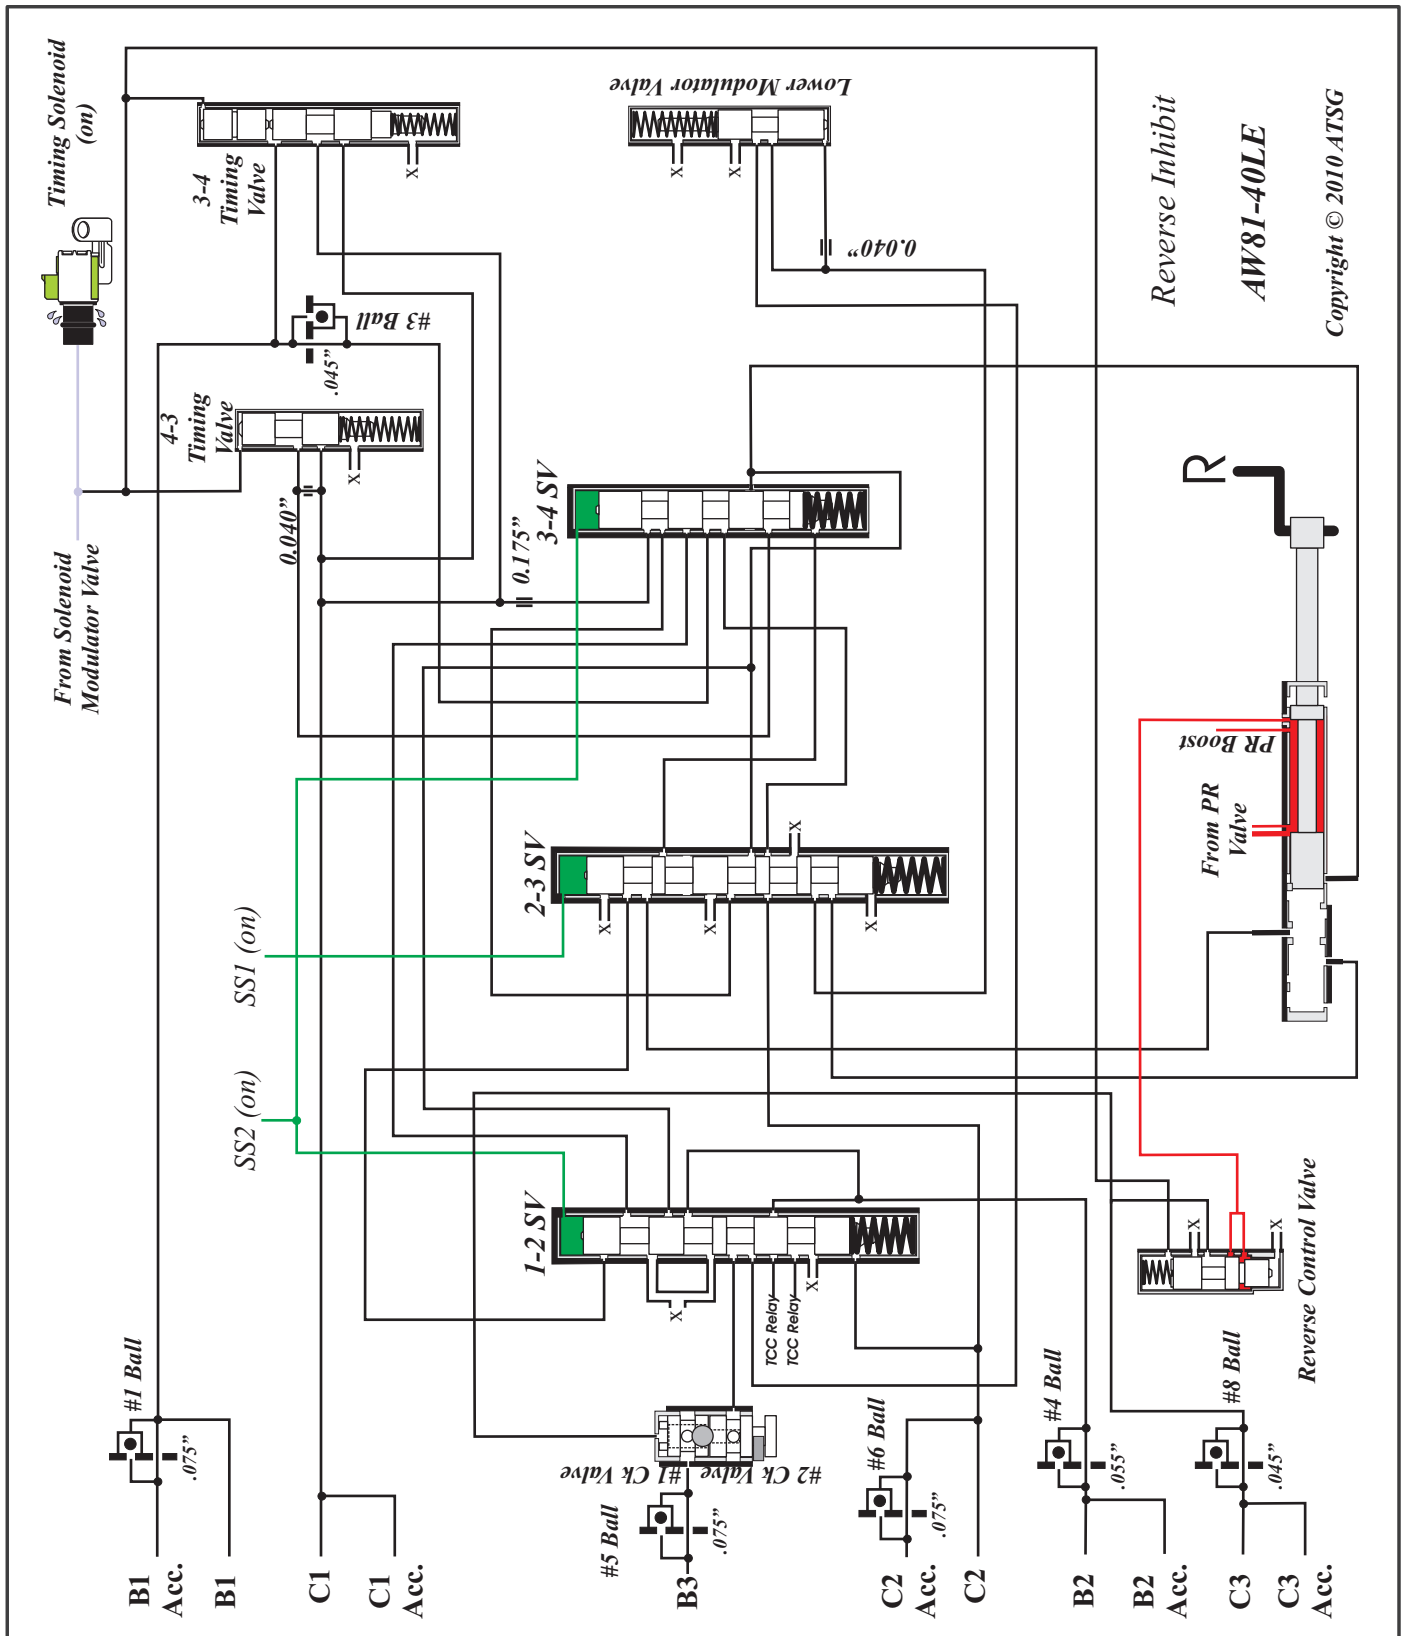 Timing Solenoid
(on)
3-4
Timing
Valve
Lower Modulator Valve
X
X
X
0.040”
#3 Ball
.045”
4-3
Timing
Valve
X
0.040”
From Solenoid
Modulator Valve
3-4 SV
0.175”
Reverse Inhibit
AW81-40LE
Copyright © 2010 ATSG
R
PR Boost
From PR
Valve
SS1 (on)
2-3 SV
X
X
X
X
SS2 (on)
1-2 SV
X
TCC Relay
TCC Relay
X
X
X
Reverse Control Valve
#1 Ball
.075”
#1 Ck Valve
#2 Ck Valve
#5 Ball
.075”
#6 Ball
.075”
#4 Ball
.055”
#8 Ball
.045”
B1
Acc.
B1
C1
C1
Acc.
B3
C2
Acc.
C2
B2
B2
Acc.
C3
C3
Acc.